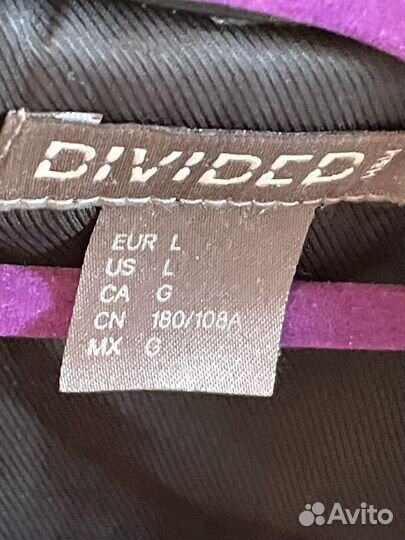 DIVIDED H&M
EUR L
US L
CA G
CN 180/108A
MX G
Avito